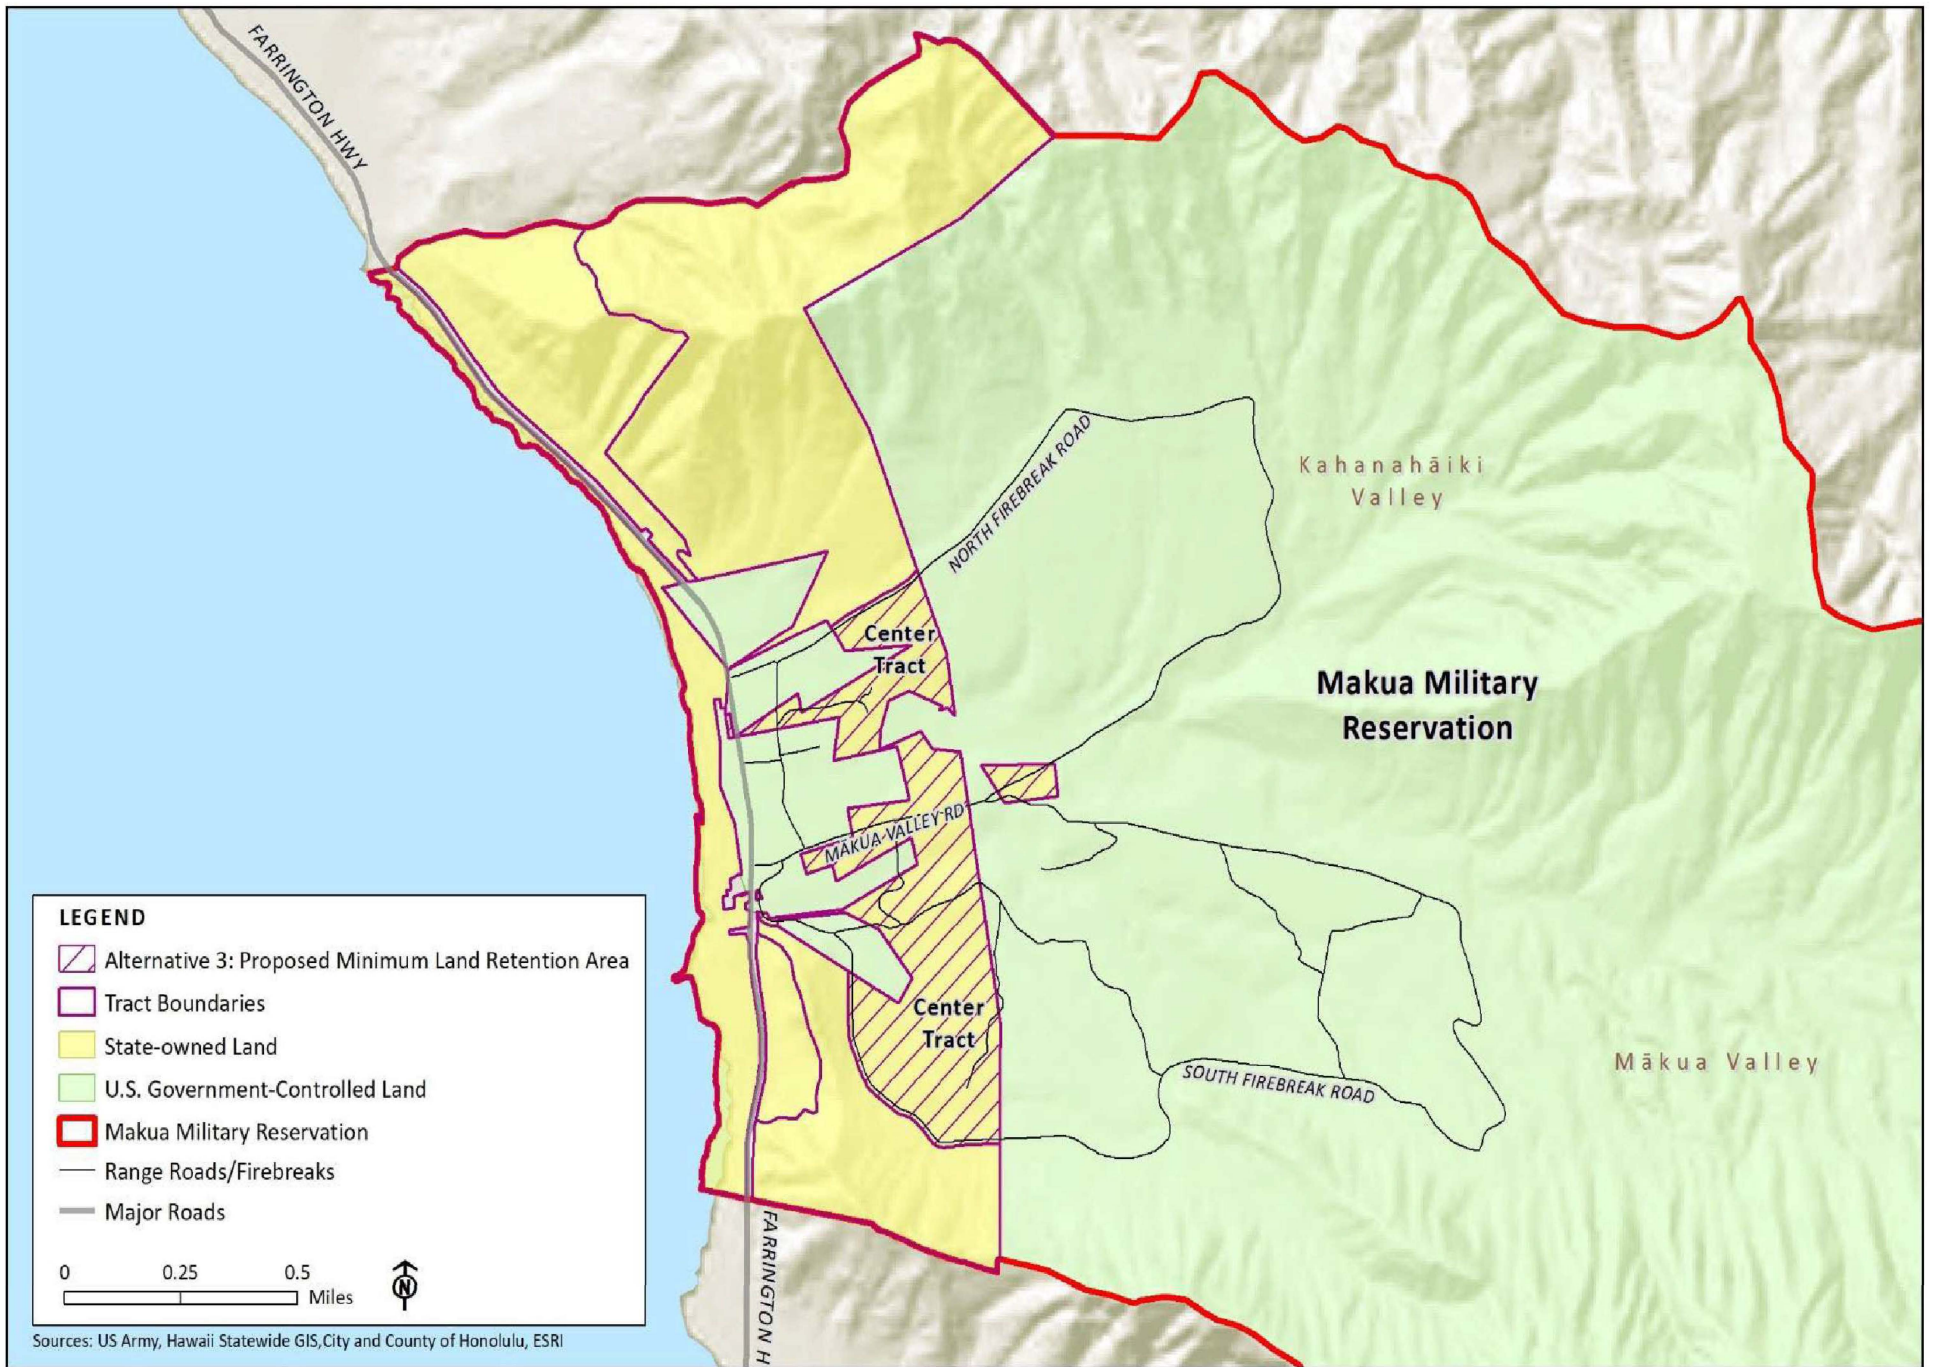 FARRINGTON HWY
NORTH FIREBREAK ROAD
Kahanahāiki
Valley
Center
Tract
Makua Military
Reservation
MĀKUA VALLEY RD
Center
Tract
SOUTH FIREBREAK ROAD
Mākua Valley
FARRINGTON H
LEGEND
Alternative 3: Proposed Minimum Land Retention Area
Tract Boundaries
State-owned Land
U.S. Government-Controlled Land
Makua Military Reservation
Range Roads/Firebreaks
Major Roads
0 0.25 0.5
Miles
N
Sources: US Army, Hawaii Statewide GIS,City and County of Honolulu, ESRI